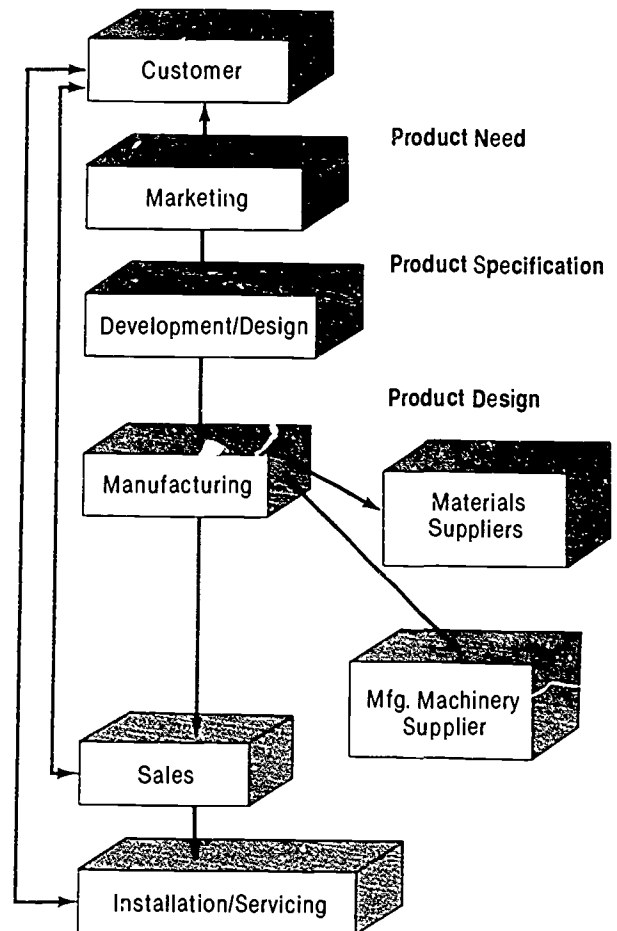 Customer
Product Need
Marketing
Product Specification
Development/Design
Product Design
Manufacturing
Materials
Suppliers
Mfg. Machinery
Supplier
Sales
Installation/Servicing